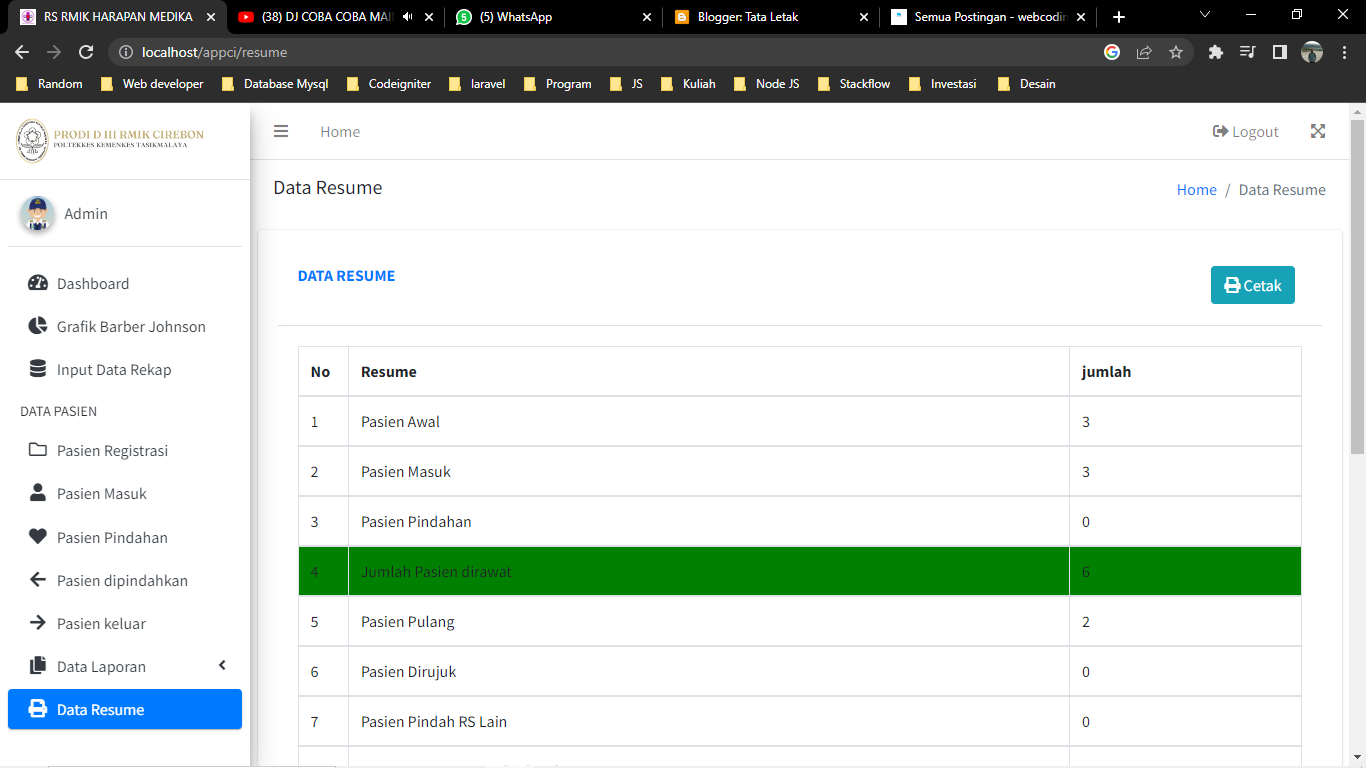 RS RMIK HARAPAN MEDIKA
(38) DJ COBA COBA MAI
(5) WhatsApp
Blogger: Tata Letak
Semua Postingan - webcodin
localhost/appci/resume
Random
Web developer
Database Mysql
Codeigniter
laravel
Program
JS
Kuliah
Node JS
Stackflow
Investasi
Desain
PRODI D III RMIK CIREBON
POLTEKKES KEMENKES TASIKMALAYA
Home
Logout
Data Resume
Home / Data Resume
Admin
Dashboard
Grafik Barber Johnson
Input Data Rekap
DATA PASIEN
Pasien Registrasi
Pasien Masuk
Pasien Pindahan
Pasien dipindahkan
Pasien keluar
Data Laporan
Data Resume
DATA RESUME
Cetak
No Resume jumlah
1 Pasien Awal 3
2 Pasien Masuk 3
3 Pasien Pindahan 0
4 Jumlah Pasien dirawat 6
5 Pasien Pulang 2
6 Pasien Dirujuk 0
7 Pasien Pindah RS Lain 0